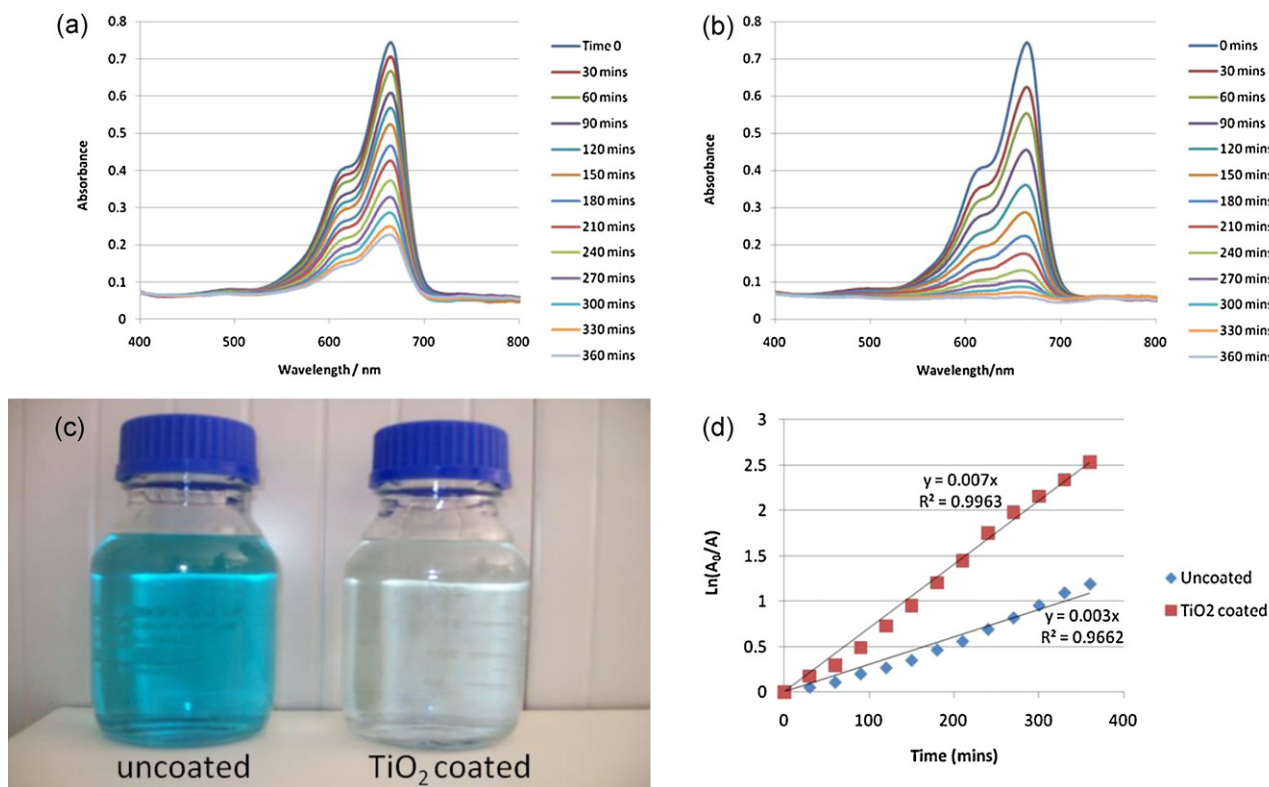 (a)
0.8
0.7
0.6
0.5
0.4
0.3
0.2
0.1
0
Absorbance
400
500
600
700
800
Wavelength/ nm
Time 0
30 mins
60 mins
90 mins
120 mins
150 mins
180 mins
210 mins
240 mins
270 mins
300 mins
330 mins
360 mins
(b)
0.8
0.7
0.6
0.5
0.4
0.3
0.2
0.1
0
Absorbance
400
500
600
700
800
Wavelength/nm
0 mins
30 mins
60 mins
90 mins
120 mins
150 mins
180 mins
210 mins
240 mins
270 mins
300 mins
330 mins
360 mins
(c)
uncoated
TiO₂ coated
(d)
3
2.5
2
1.5
1
0.5
0
Ln(A₀/A)
y = 0.007x
R² = 0.9963
y = 0.003x
R² = 0.9662
0
100
200
300
400
Time (mins)
Uncoated
TiO2 coated